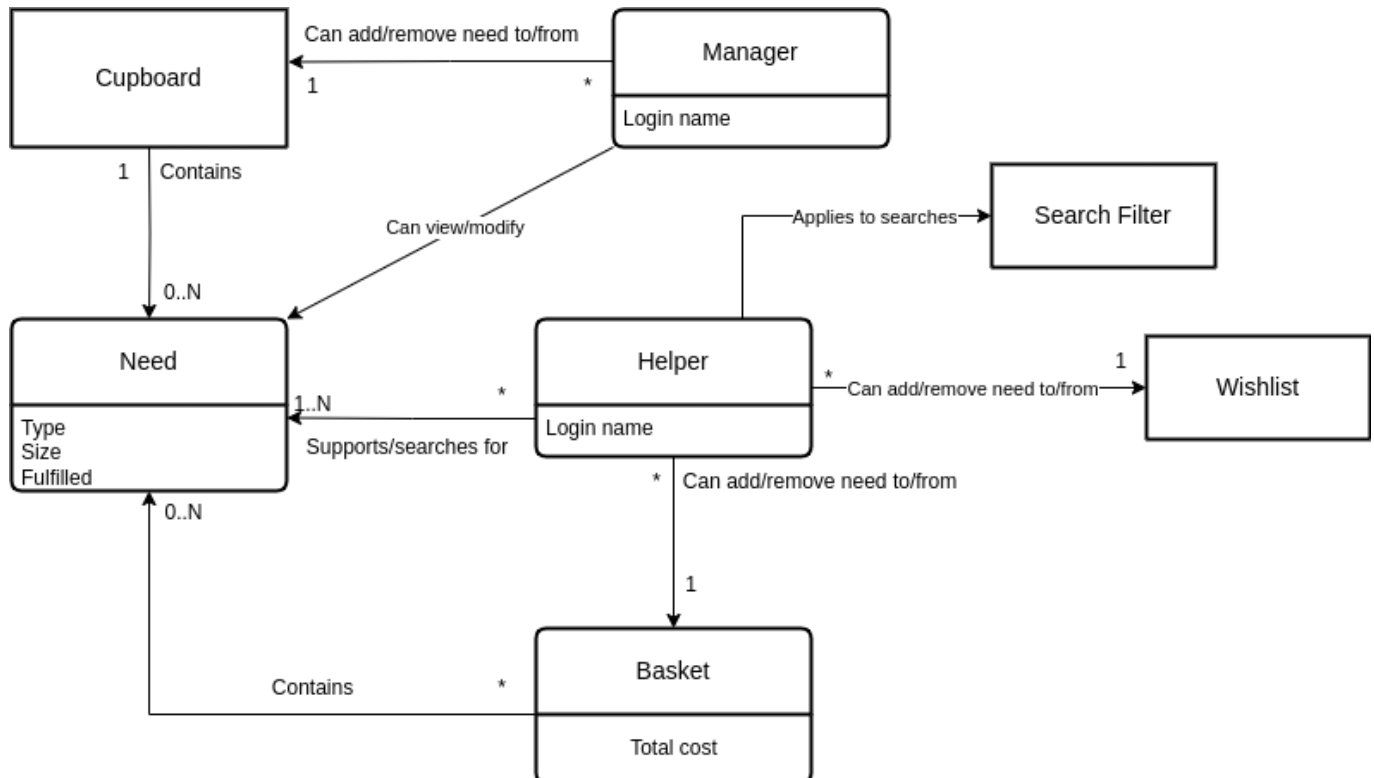 Can add/remove need to/from
Manager
Cupboard
1
*
Login name
1
Contains
Can view/modify
Applies to searches
Search Filter
0..N
Need
Helper
1
*
Can add/remove need to/from
Wishlist
1..N
*
Type
Size
Fulfilled
Login name
Supports/searches for
*
Can add/remove need to/from
0..N
1
Basket
Contains
*
Total cost